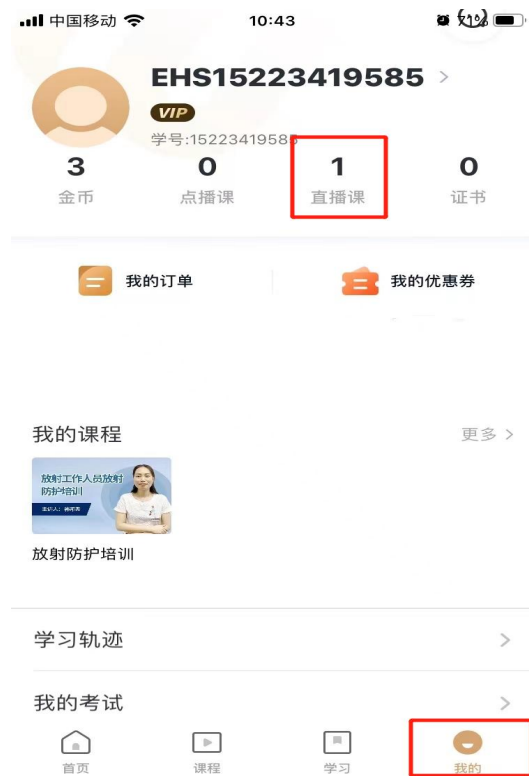 中国移动 10:43 71%
EHS15223419585 >
VIP
学号:15223419585
3 0 1 0
金币 点播课 直播课 证书
我的订单 我的优惠券
我的课程 更多 >
放射工作人员放射
防护培训
放射防护培训
学习轨迹 >
我的考试 >
首页 课程 学习 我的